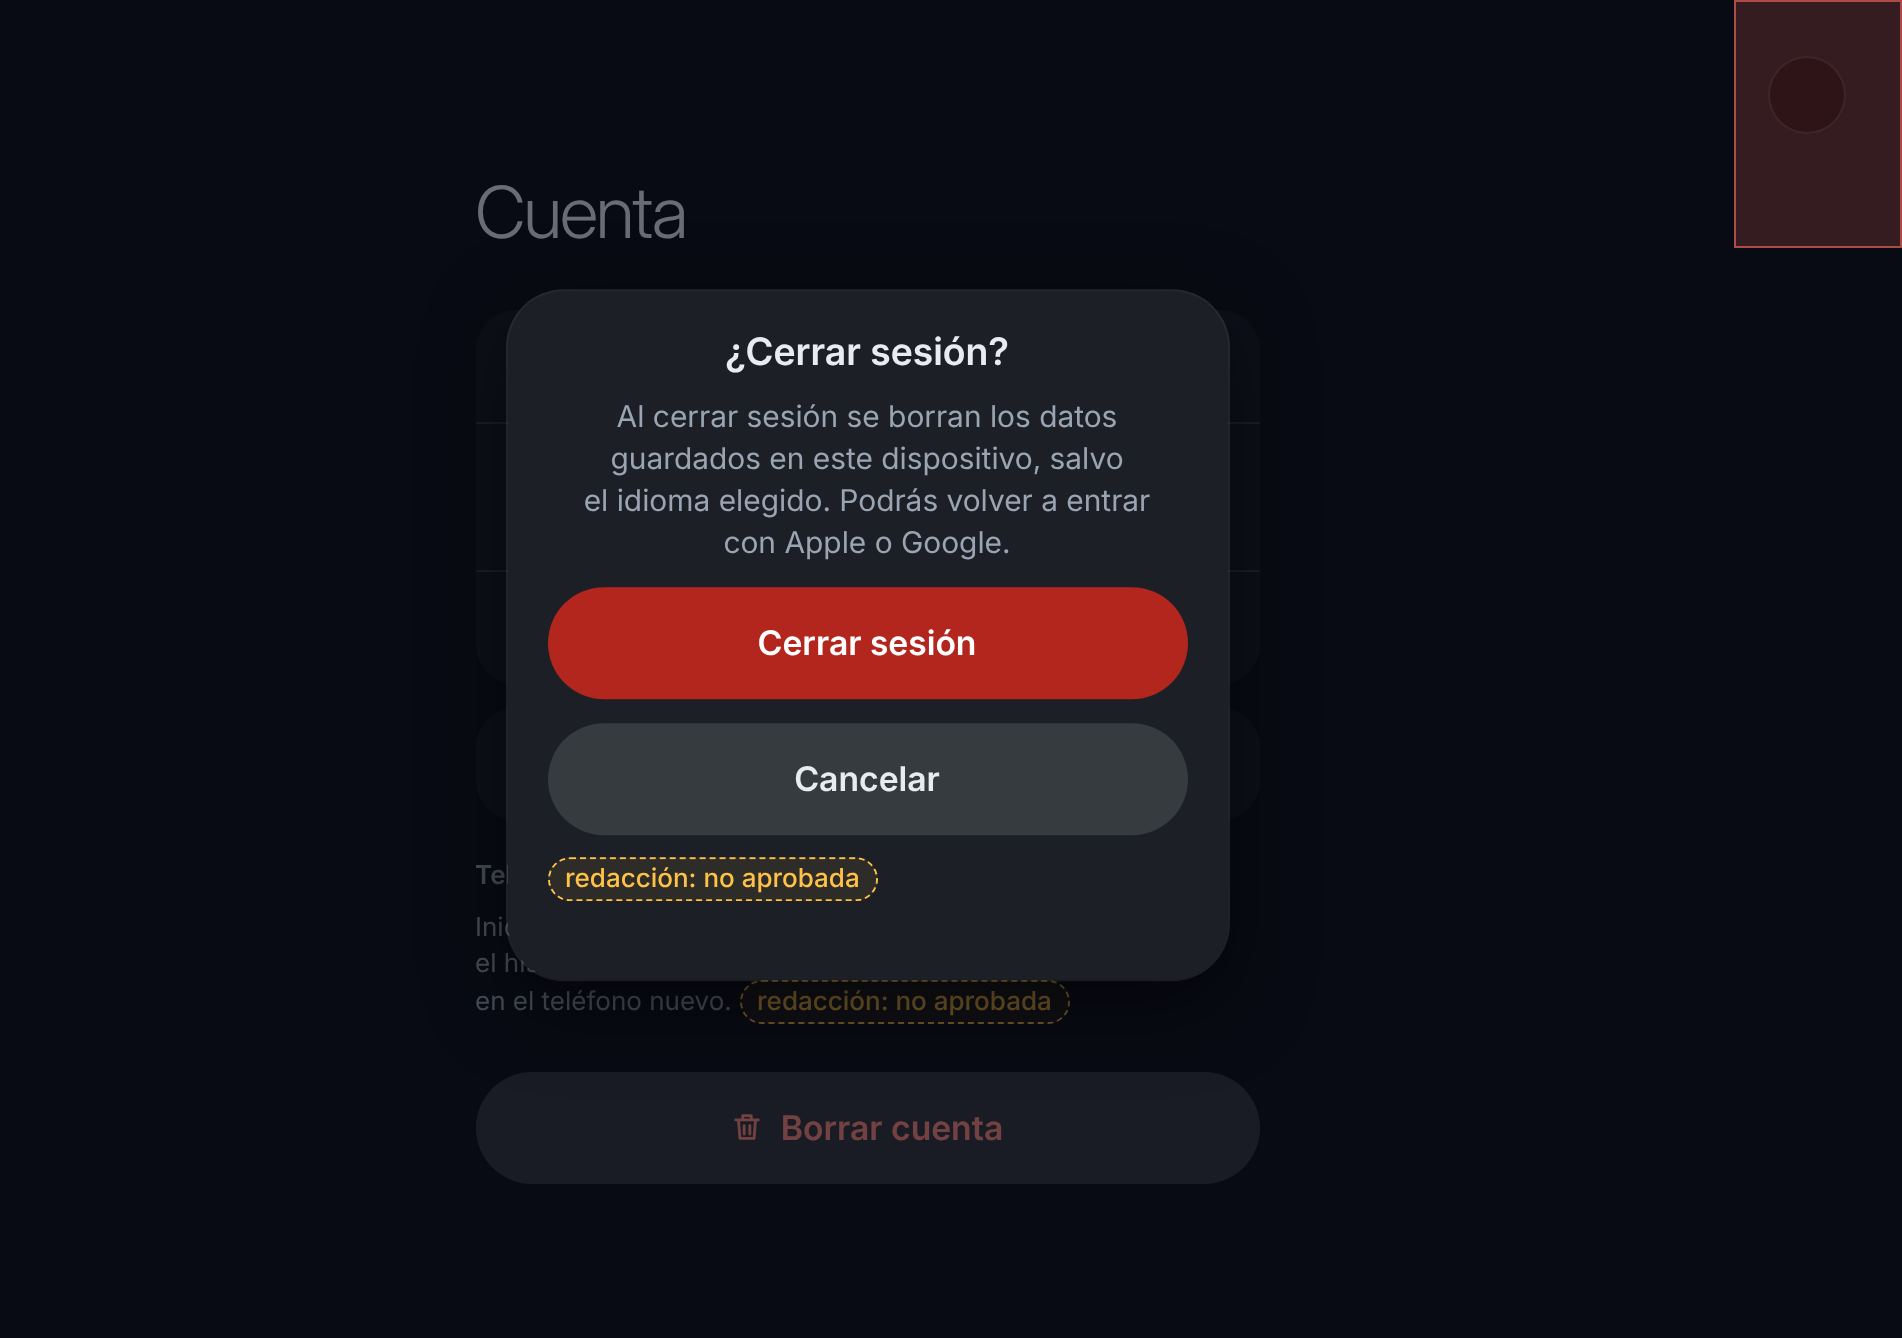 Cuenta
¿Cerrar sesión?
Al cerrar sesión se borran los datos
guardados en este dispositivo, salvo
el idioma elegido. Podrás volver a entrar
con Apple o Google.
Cerrar sesión
Cancelar
redacción: no aprobada
el
en el teléfono nuevo. redacción: no aprobada
Borrar cuenta